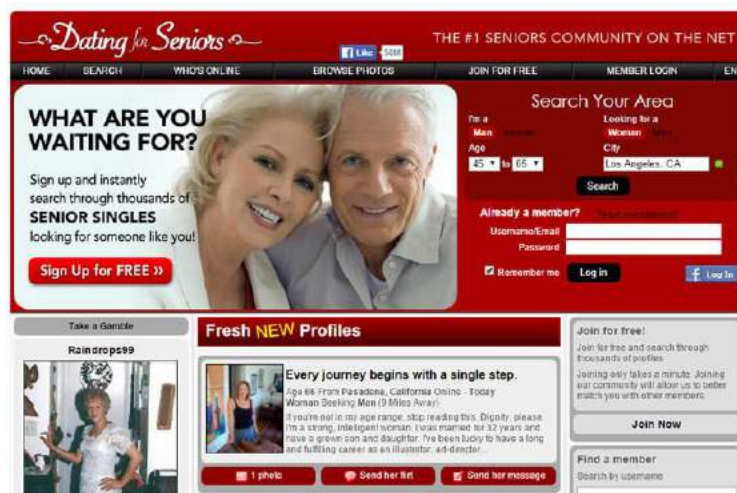 Dating for Seniors
Like 50M
THE #1 SENIORS COMMUNITY ON THE NET
HOME SEARCH WHO'S ONLINE BROWSE PHOTOS JOIN FOR FREE MEMBER LOGIN EN
WHAT ARE YOU
WAITING FOR?
Sign up and instantly
search through thousands of
SENIOR SINGLES
looking for someone like you!
Sign Up for FREE »
Search Your Area
I'm a Looking for a
Man Woman Woman Man
Age City
45 to 65 Los Angeles, CA
Search
Already a member?
Username/Email
Password
Remember me Log in Log In
Take a Gamble
Raindrops99
Fresh NEW Profiles
Every journey begins with a single step.
Age 66 From Pasadena, California Online - Today
Woman Seeking Man (9 Miles Away)
If you're not in my age range, stop reading this. Dignity, please.
I'm a strong, intelligent woman. I was married for 32 years and
have a grown son and daughter. I've been lucky to have a long
and fulfilling career as an illustrator, art-director...
1 photo Send her flirt Send her message
Join for free!
Join for free and search through
thousands of profiles.
Joining only takes a minute. Joining
our community will allow us to better
match you with other members.
Join Now
Find a member
Search by username